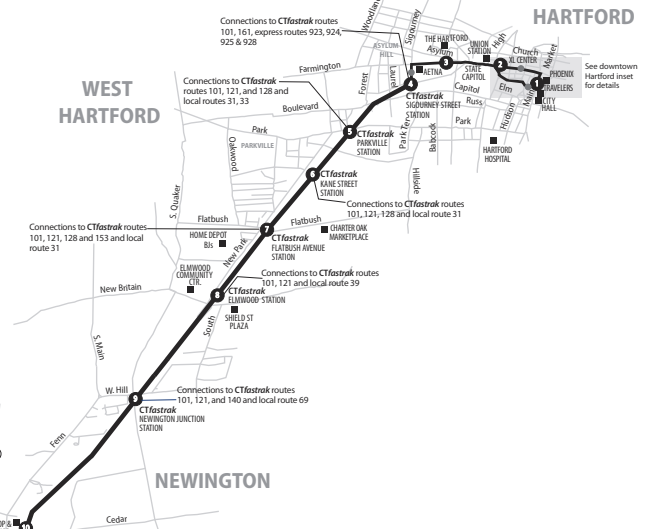 HARTFORD
Connections to CTfastrak routes
101, 161, express routes 923, 924,
925 & 928
Woodland
Sigourney
ASYLUM
HILL
THE HARTFORD
Asylum
UNION
STATION
High
Church
XL CENTER
Market
3
2
1
PHOENIX
TRAVELERS
CITY
HALL
See downtown
Hartford inset
for details
Farmington
Forest
Laurel
AETNA
STATE
CAPITOL
Capitol
Elm
Main
Hudson
Russ
4
CTfastrak
SIGOURNEY STREET
STATION
WEST
HARTFORD
Connections to CTfastrak
routes 101, 121, and 128 and
local routes 31, 33
Boulevard
Park
Oakwood
PARKVILLE
5
CTfastrak
PARKVILLE
STATION
Park Ter
Babcock
Park
HARTFORD
HOSPITAL
6
CTfastrak
KANE STREET
STATION
Hillside
S. Quaker
Connections to CTfastrak routes
101, 121, 128 and local route 31
Connections to CTfastrak routes
101, 121, 128 and 153 and local
route 31
Flatbush
Flatbush
HOME DEPOT
BJs
New Park
7
CTfastrak
FLATBUSH AVENUE
STATION
CHARTER OAK
MARKETPLACE
ELMWOOD
COMMUNITY
CTR.
Connections to CTfastrak routes
101, 121 and local route 39
New Britain
8
CTfastrak
ELMWOOD STATION
SHIELD ST
PLAZA
South
S. Main
W. Hill
9
Connections to CTfastrak routes
101, 121, and 140 and local route 69
CTfastrak
NEWINGTON JUNCTION
STATION
Fenn
NEWINGTON
Cedar